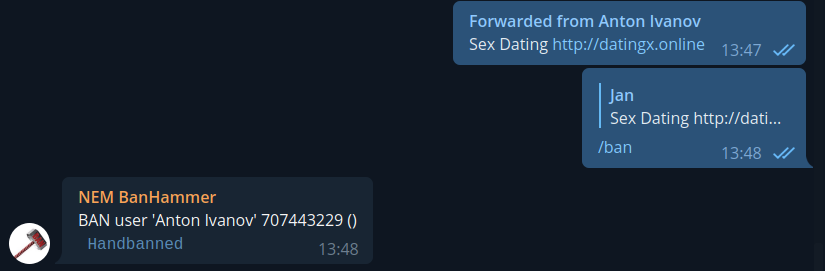 Forwarded from Anton Ivanov
Sex Dating http://datingx.online 13:47
Jan
Sex Dating http://dati...
/ban 13:48
NEM BanHammer
BAN user 'Anton Ivanov' 707443229 ()
Handbanned 13:48